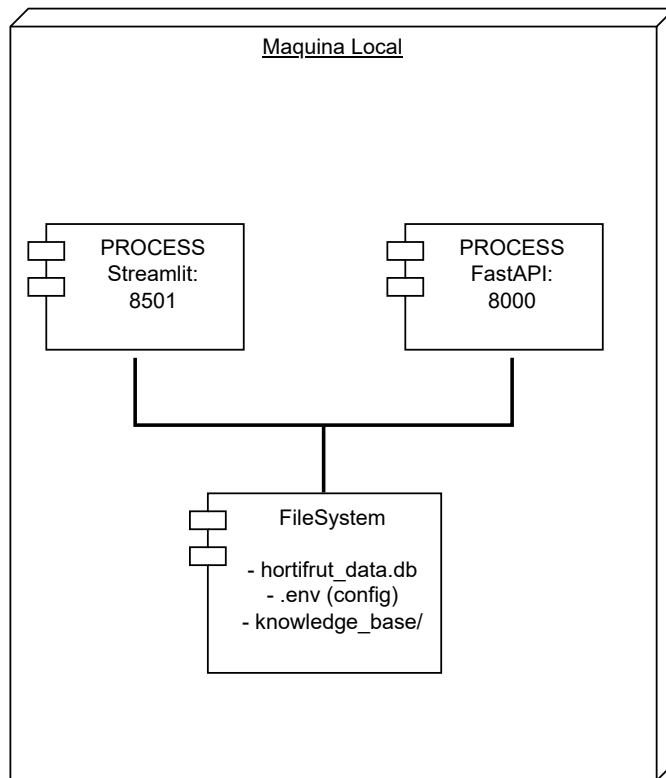 Maquina Local
PROCESS
Streamlit:
8501
PROCESS
FastAPI:
8000
FileSystem
- hortifrut_data.db
- .env (config)
- knowledge_base/